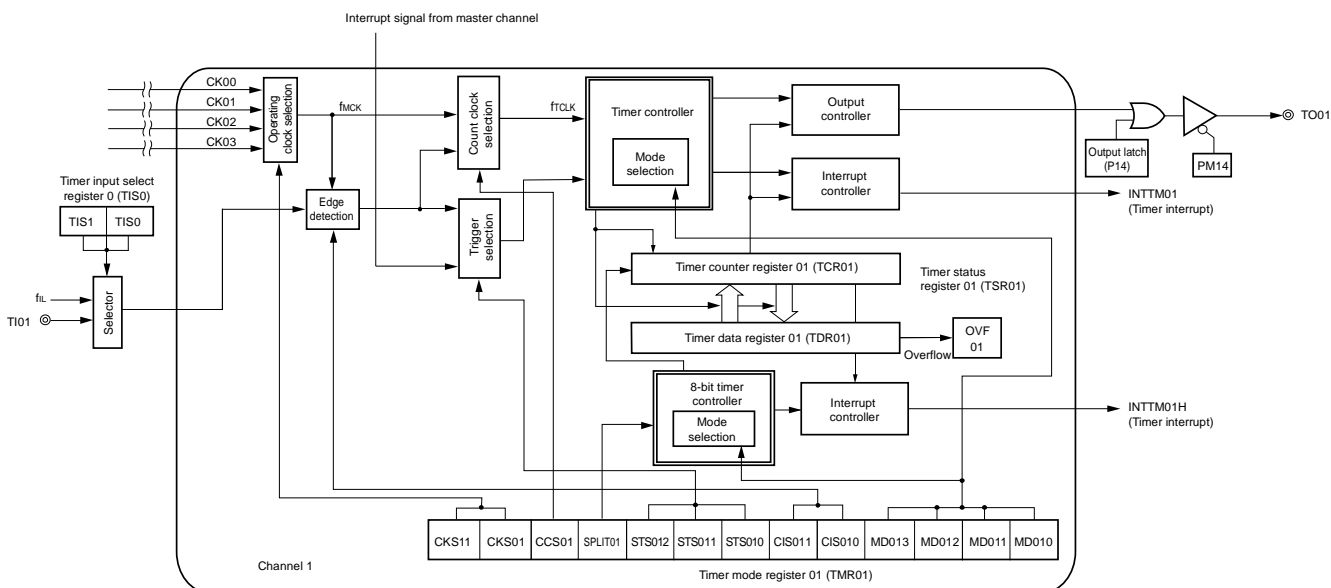 Interrupt signal from master channel
CK00
CK01
CK02
CK03
Operating
clock selection
fMCK
Count clock
selection
fTCLK
Timer controller
Mode
selection
Output
controller
TO01
Output latch
(P14)
PM14
Interrupt
controller
INTTM01
(Timer interrupt)
Timer input select
register 0 (TIS0)
TIS1
TIS0
Edge
detection
Trigger
selection
fIL
TI01
Selector
Timer counter register 01 (TCR01)
Timer status
register 01 (TSR01)
Timer data register 01 (TDR01)
Overflow
OVF
01
8-bit timer
controller
Mode
selection
Interrupt
controller
INTTM01H
(Timer interrupt)
CKS11
CKS01
CCS01
SPLIT01
STS012
STS011
STS010
CIS011
CIS010
MD013
MD012
MD011
MD010
Channel 1
Timer mode register 01 (TMR01)